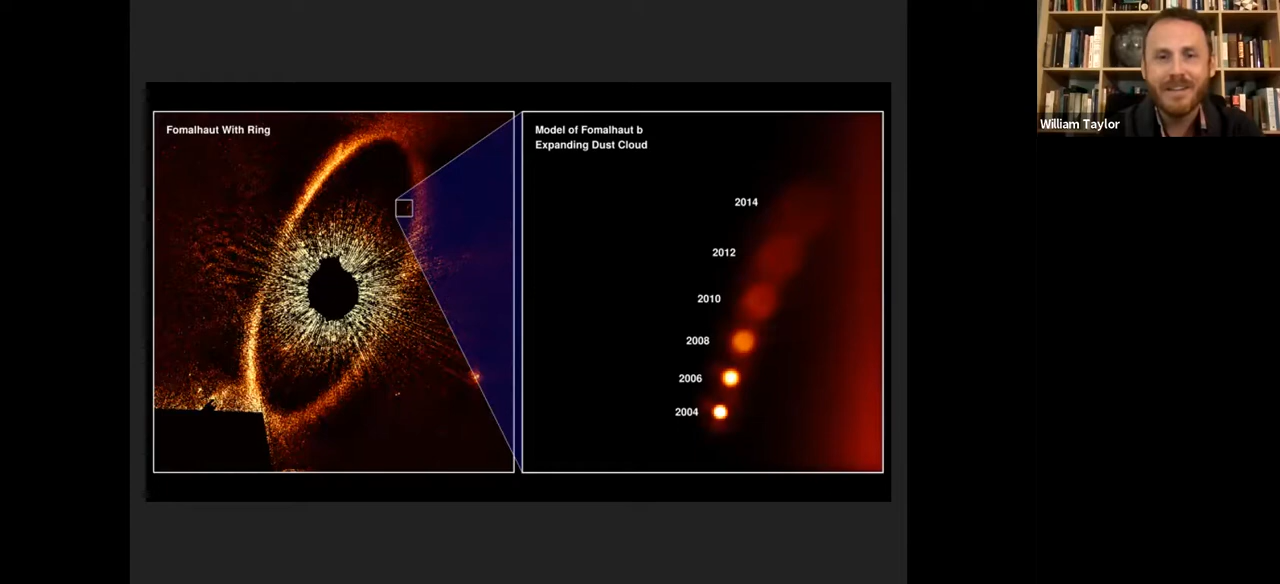 Fomalhaut With Ring
Model of Fomalhaut b
Expanding Dust Cloud
2014
2012
2010
2008
2006
2004
William Taylor